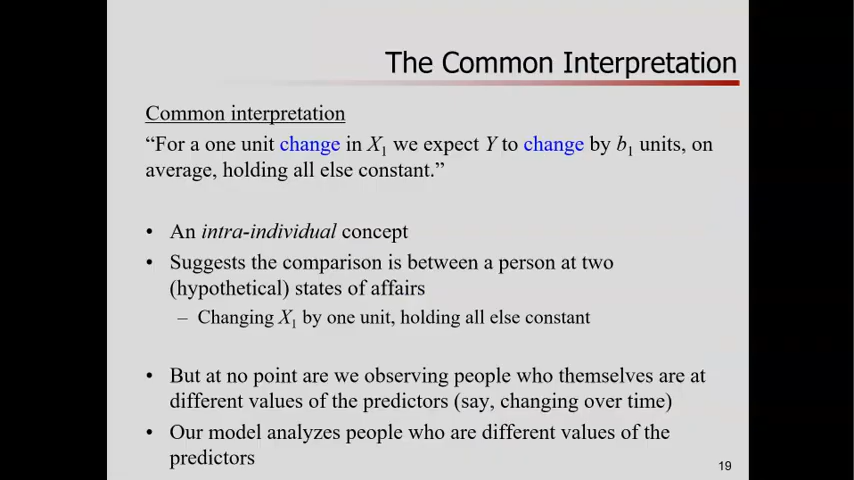 The Common Interpretation
Common interpretation
“For a one unit change in X1 we expect Y to change by b1 units, on
average, holding all else constant.”
• An intra-individual concept
• Suggests the comparison is between a person at two
(hypothetical) states of affairs
– Changing X1 by one unit, holding all else constant
• But at no point are we observing people who themselves are at
different values of the predictors (say, changing over time)
• Our model analyzes people who are different values of the
predictors
19